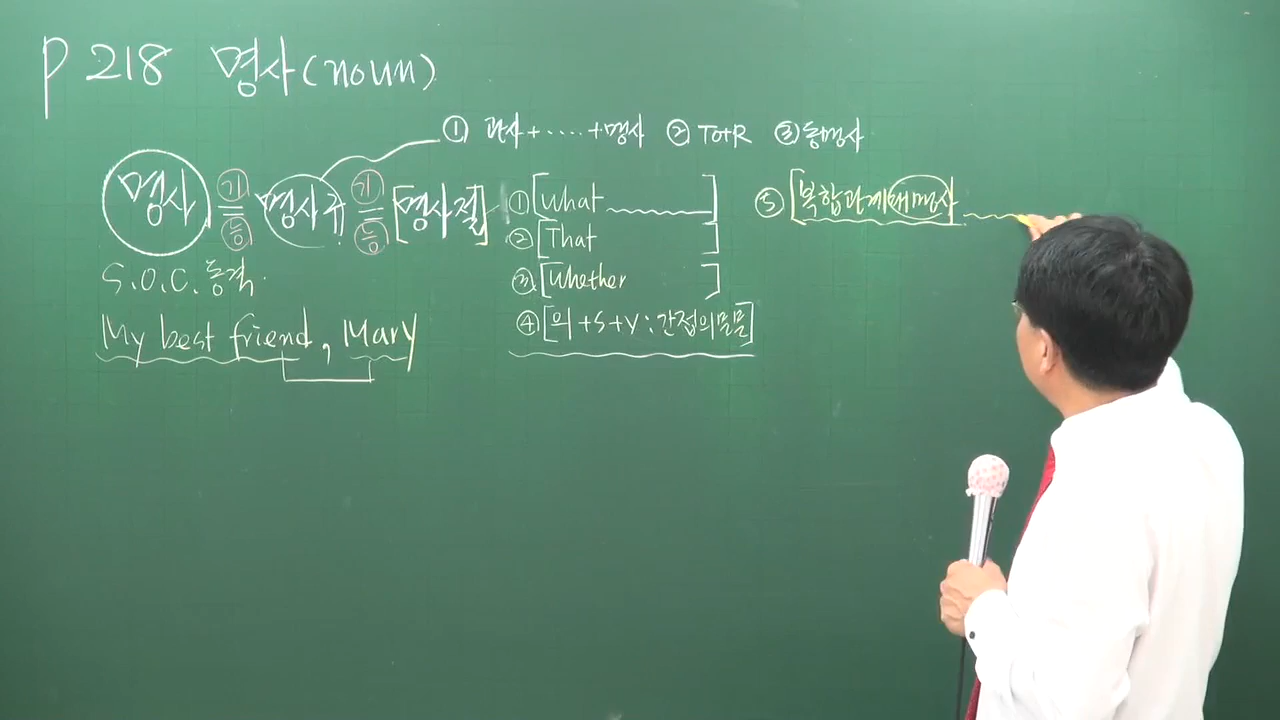 P 218 명사(noun)
① 관사+ ····· +명사 ② To+R ③ 동명사
명사 기능 = 명사구 기능 = [명사절]
① [What ]
② [That ]
③ [Whether ]
④ [의+S+V : 간접의문문]
⑤ [복합관계대명사
S.O.C. 동격.
My best friend, Mary